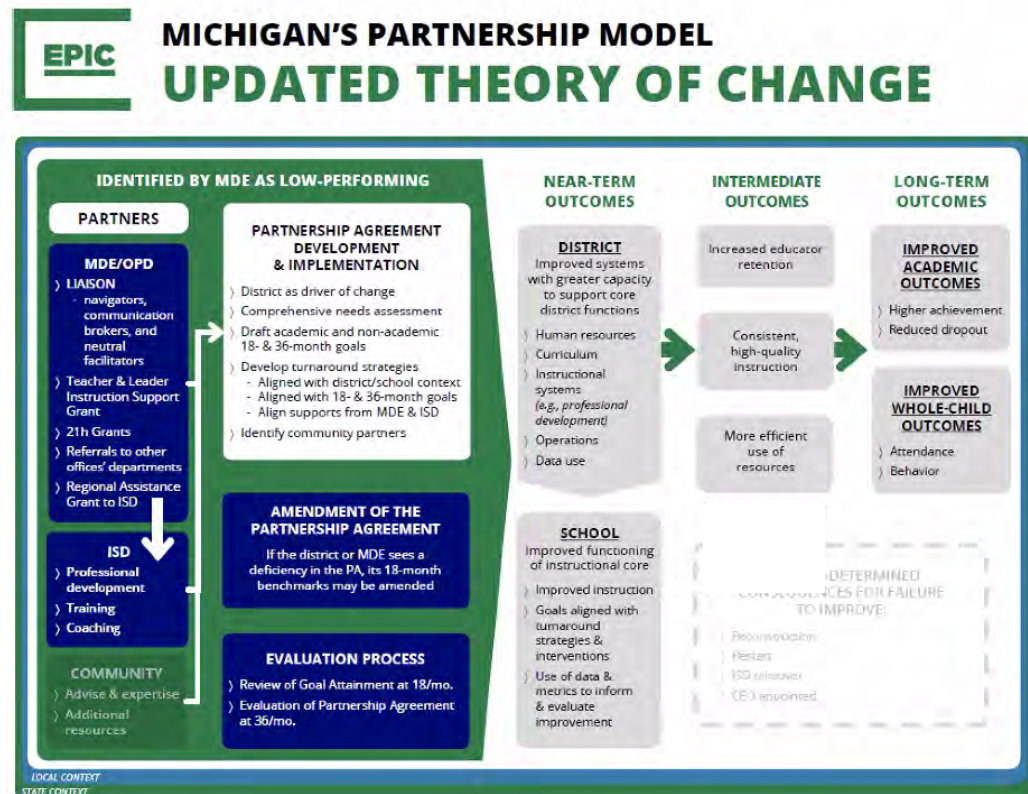 EPIC
MICHIGAN'S PARTNERSHIP MODEL
UPDATED THEORY OF CHANGE
IDENTIFIED BY MDE AS LOW-PERFORMING
PARTNERS
MDE/OPD
⟩ LIAISON
- navigators,
communication
brokers, and
neutral
facilitators
⟩ Teacher & Leader
Instruction Support
Grant
⟩ 21h Grants
⟩ Referrals to other
offices' departments
⟩ Regional Assistance
Grant to ISD
ISD
⟩ Professional
development
⟩ Training
⟩ Coaching
COMMUNITY
⟩ Advise & expertise
⟩ Additional
resources
PARTNERSHIP AGREEMENT
DEVELOPMENT
& IMPLEMENTATION
⟩ District as driver of change
⟩ Comprehensive needs assessment
⟩ Draft academic and non-academic
18- & 36-month goals
⟩ Develop turnaround strategies
- Aligned with district/school context
- Aligned with 18- & 36-month goals
- Align supports from MDE & ISD
⟩ Identify community partners
AMENDMENT OF THE
PARTNERSHIP AGREEMENT
If the district or MDE sees a
deficiency in the PA, its 18-month
benchmarks may be amended
EVALUATION PROCESS
⟩ Review of Goal Attainment at 18/mo.
⟩ Evaluation of Partnership Agreement
at 36/mo.
NEAR-TERM
OUTCOMES
DISTRICT
Improved systems
with greater capacity
to support core
district functions
⟩ Human resources
⟩ Curriculum
⟩ Instructional
systems
(e.g., professional
development)
⟩ Operations
⟩ Data use
SCHOOL
Improved functioning
of instructional core
⟩ Improved instruction
⟩ Goals aligned with
turnaround
strategies &
interventions
⟩ Use of data &
metrics to inform
& evaluate
improvement
INTERMEDIATE
OUTCOMES
Increased educator
retention
Consistent,
high-quality
instruction
More efficient
use of
resources
LONG-TERM
OUTCOMES
IMPROVED
ACADEMIC
OUTCOMES
⟩ Higher achievement
⟩ Reduced dropout
IMPROVED
WHOLE-CHILD
OUTCOMES
⟩ Attendance
⟩ Behavior
-DETERMINED
FOR FAILURE
TO IMPROVE:
⟩ Reconstruction
⟩ Restart
⟩ ISD takeover
⟩ CEO appointed
LOCAL CONTEXT
STATE CONTEXT